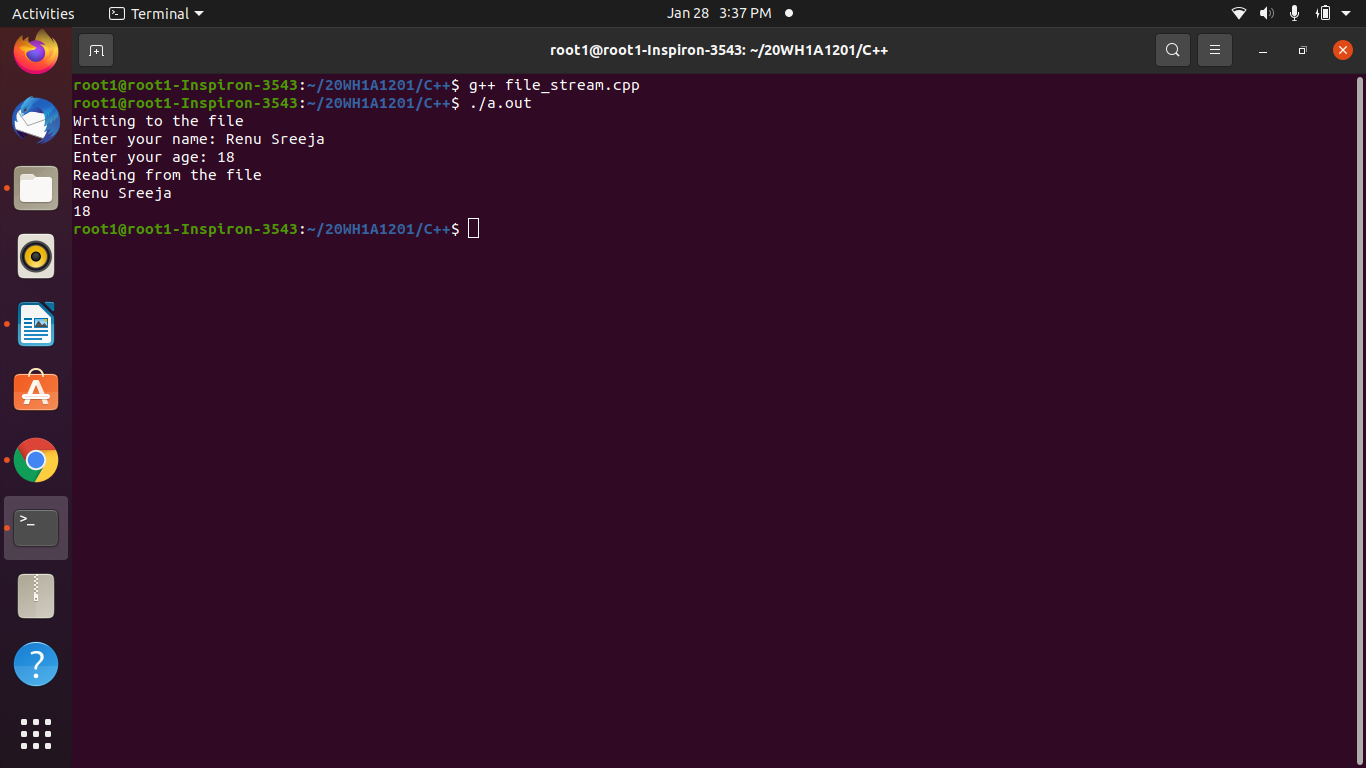 Activities
Terminal
Jan 28 3:37 PM
root1@root1-Inspiron-3543: ~/20WH1A1201/C++
root1@root1-Inspiron-3543:~/20WH1A1201/C++$ g++ file_stream.cpp
root1@root1-Inspiron-3543:~/20WH1A1201/C++$ ./a.out
Writing to the file
Enter your name: Renu Sreeja
Enter your age: 18
Reading from the file
Renu Sreeja
18
root1@root1-Inspiron-3543:~/20WH1A1201/C++$